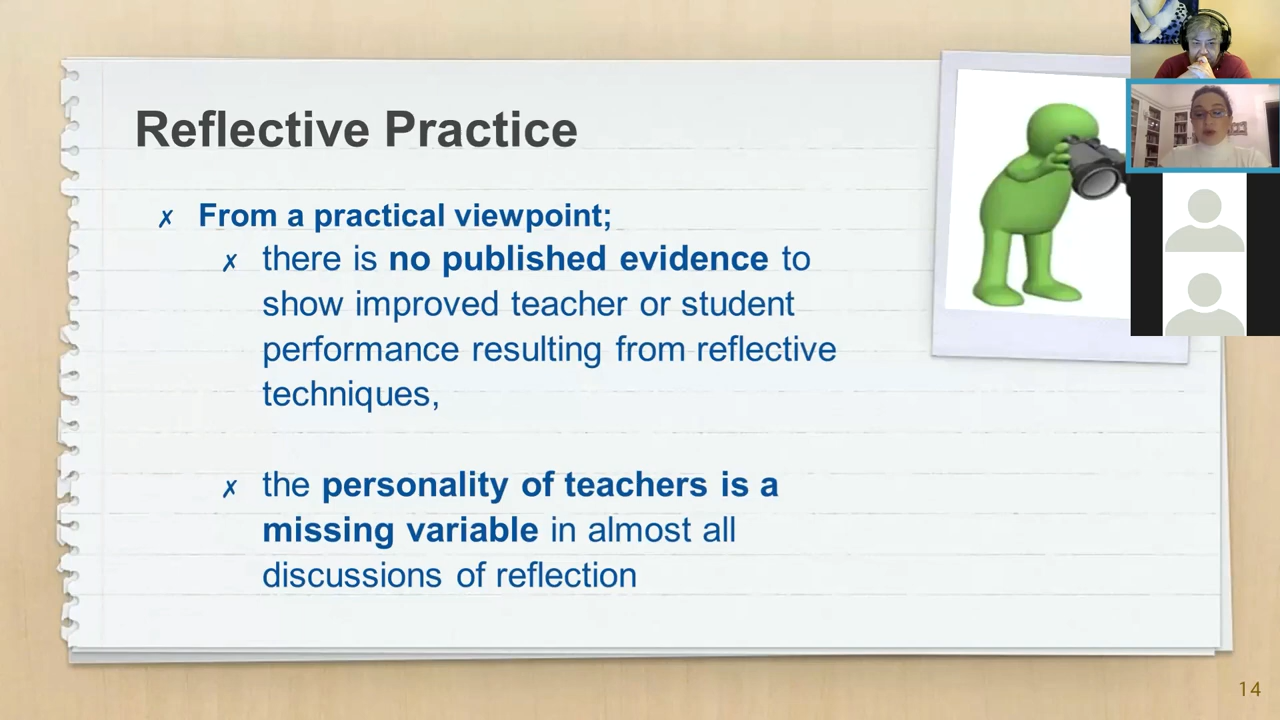 Reflective Practice
✗ From a practical viewpoint;
✗ there is no published evidence to
show improved teacher or student
performance resulting from reflective
techniques,
✗ the personality of teachers is a
missing variable in almost all
discussions of reflection
14